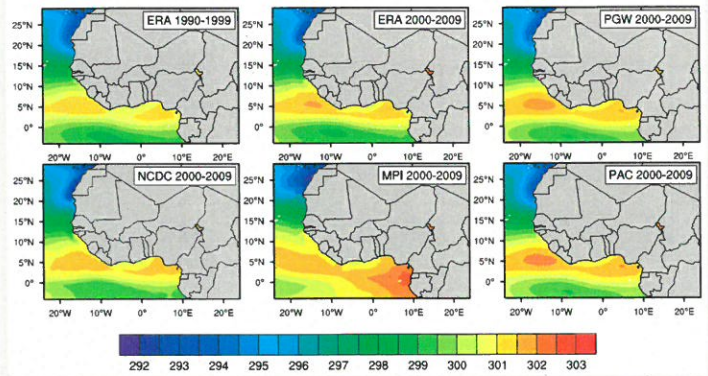 ERA 1990-1999
25°N
20°N
15°N
10°N
5°N
0°
20°W 10°W 0° 10°E 20°E
ERA 2000-2009
25°N
20°N
15°N
10°N
5°N
0°
20°W 10°W 0° 10°E 20°E
PGW 2000-2009
25°N
20°N
15°N
10°N
5°N
0°
20°W 10°W 0° 10°E 20°E
NCDC 2000-2009
25°N
20°N
15°N
10°N
5°N
0°
20°W 10°W 0° 10°E 20°E
MPI 2000-2009
25°N
20°N
15°N
10°N
5°N
0°
20°W 10°W 0° 10°E 20°E
PAC 2000-2009
25°N
20°N
15°N
10°N
5°N
0°
20°W 10°W 0° 10°E 20°E
292 293 294 295 296 297 298 299 300 301 302 303